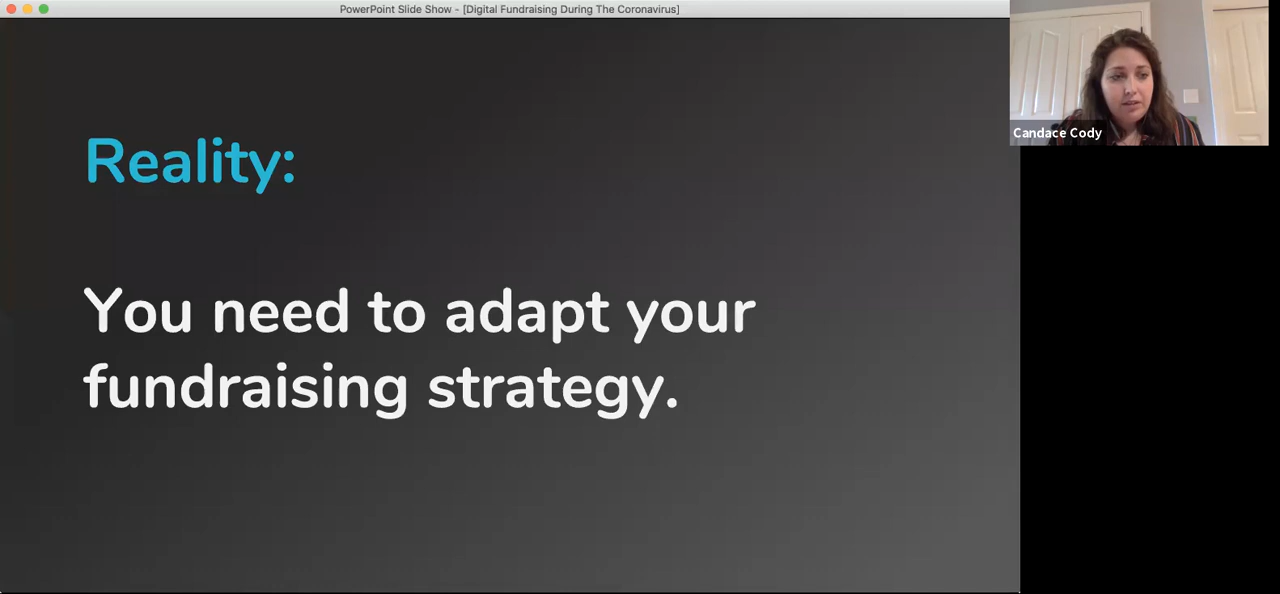 PowerPoint Slide Show - [Digital Fundraising During The Coronavirus]
Candace Cody
Reality:
You need to adapt your
fundraising strategy.